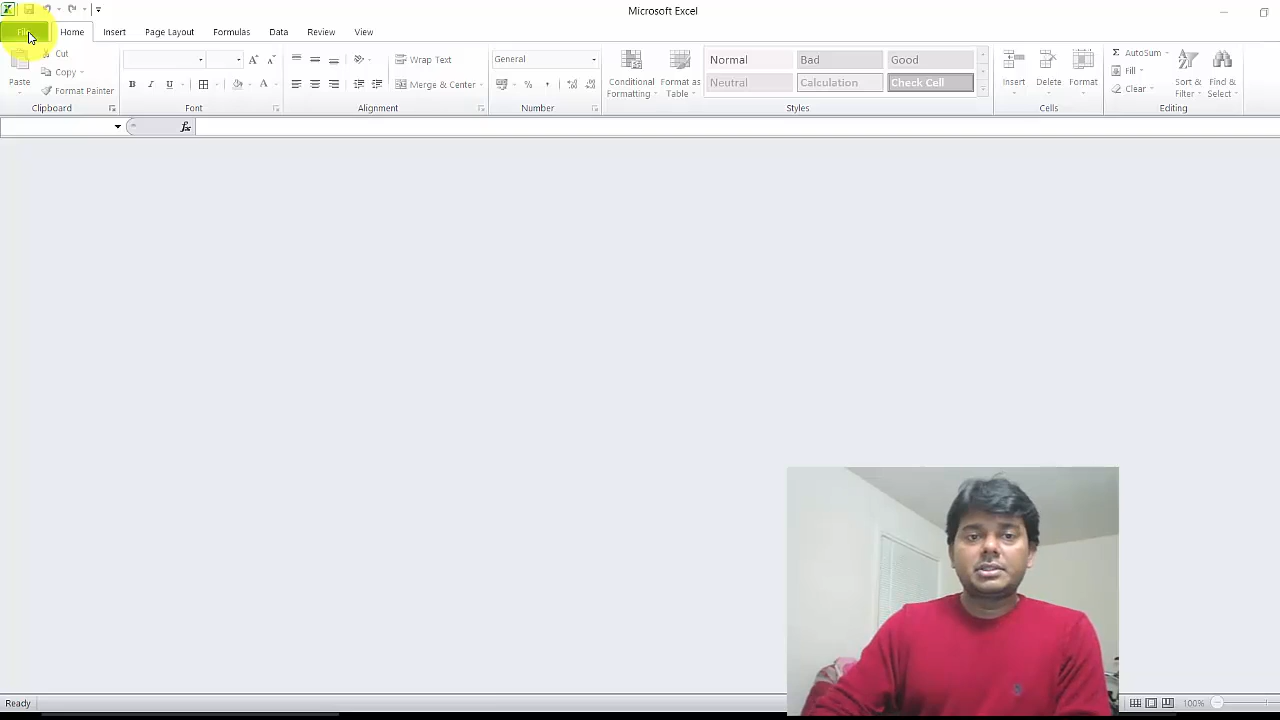 Microsoft Excel
File Home Insert Page Layout Formulas Data Review View
Cut
Copy
Format Painter
Paste
Clipboard
Font
Wrap Text
Merge & Center
Alignment
General
%
Number
Conditional Formatting
Format as Table
Normal Bad Good
Neutral Calculation Check Cell
Styles
Insert Delete Format
Cells
Σ AutoSum
Fill
Clear
Sort & Filter
Find & Select
Editing
fx
Ready
100%